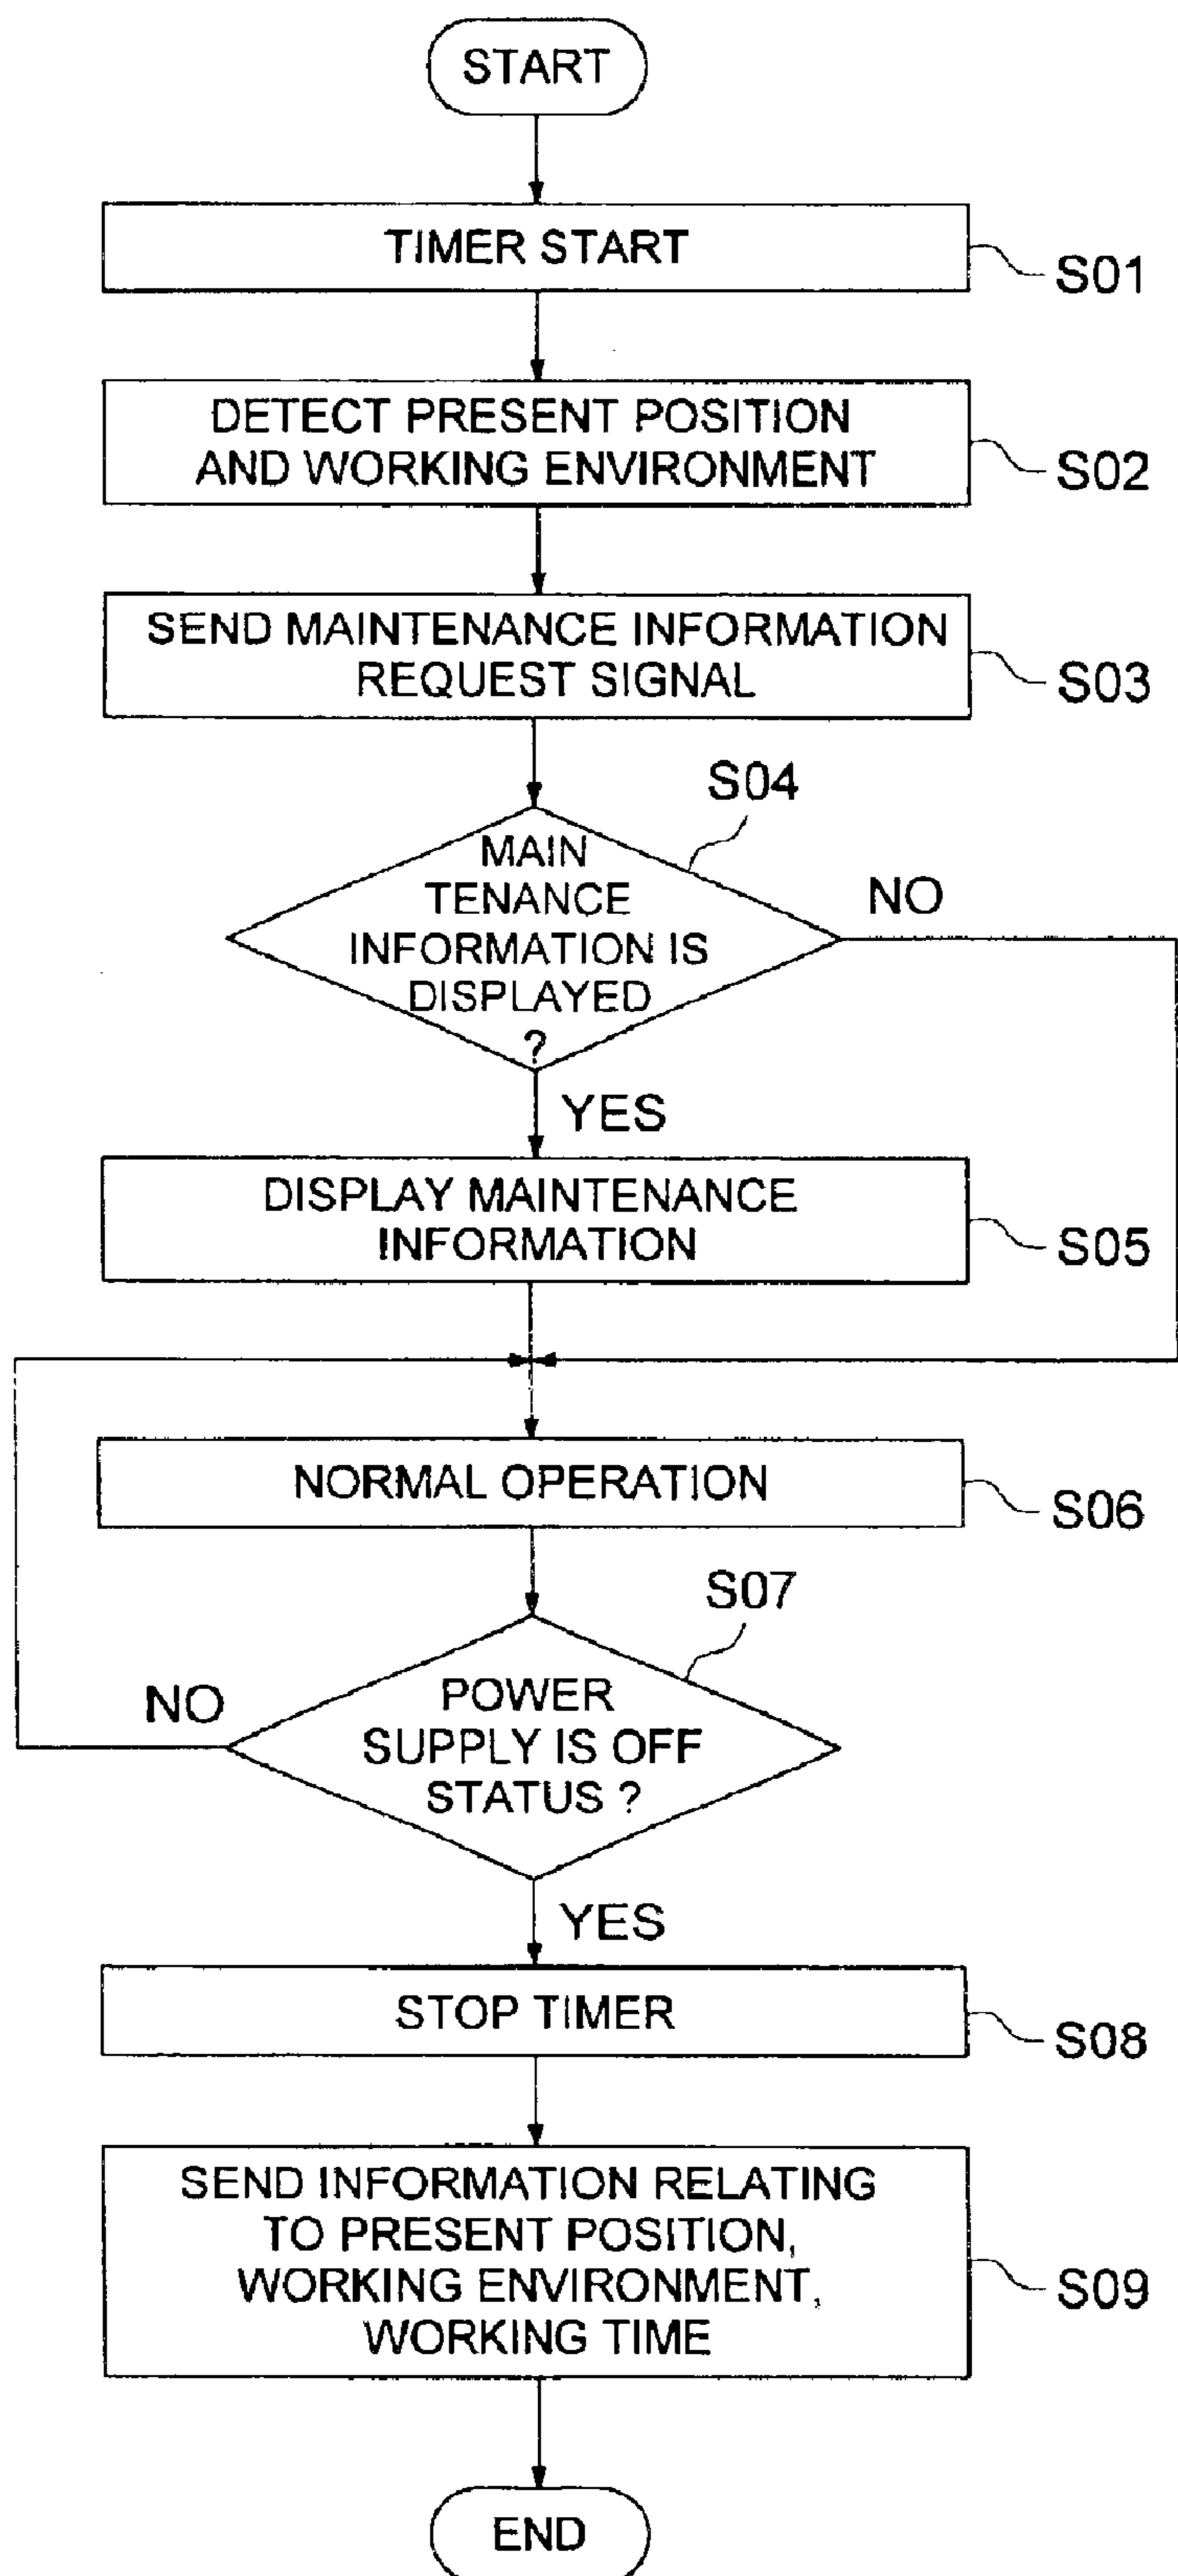 START
TIMER START
S01
DETECT PRESENT POSITION
AND WORKING ENVIRONMENT
S02
SEND MAINTENANCE INFORMATION
REQUEST SIGNAL
S03
S04
MAIN
TENANCE
INFORMATION IS
DISPLAYED
?
NO
YES
DISPLAY MAINTENANCE
INFORMATION
S05
NORMAL OPERATION
S06
S07
POWER
SUPPLY IS OFF
STATUS ?
NO
YES
STOP TIMER
S08
SEND INFORMATION RELATING
TO PRESENT POSITION,
WORKING ENVIRONMENT,
WORKING TIME
S09
END